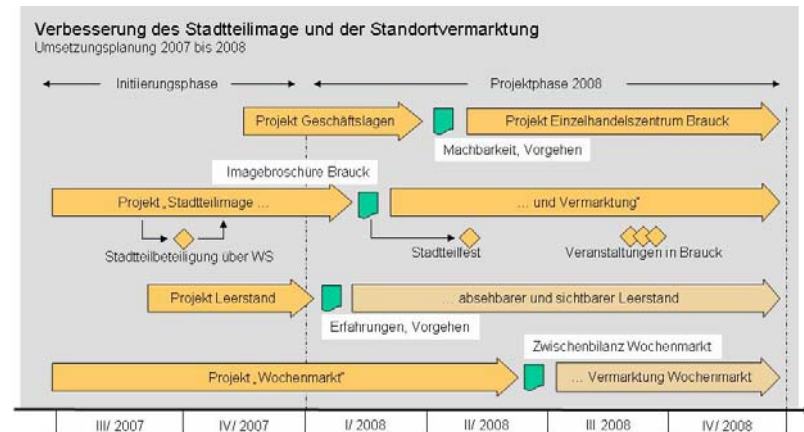 Verbesserung des Stadtteilimage und der Standortvermarktung
Umsetzungsplanung 2007 bis 2008
Initiierungsphase
Projektphase 2008
Projekt Geschäftslagen
Projekt Einzelhandelszentrum Brauck
Machbarkeit, Vorgehen
Imagebroschüre Brauck
Projekt „Stadtteilimage ...
... und Vermarktung"
Stadtteilbeteiligung über WS
Stadtteilfest
Veranstaltungen in Brauck
Projekt Leerstand
... absehbarer und sichtbarer Leerstand
Erfahrungen, Vorgehen
Zwischenbilanz Wochenmarkt
Projekt „Wochenmarkt"
... Vermarktung Wochenmarkt
III/ 2007
IV/ 2007
I/ 2008
II/ 2008
III 2008
IV/ 2008